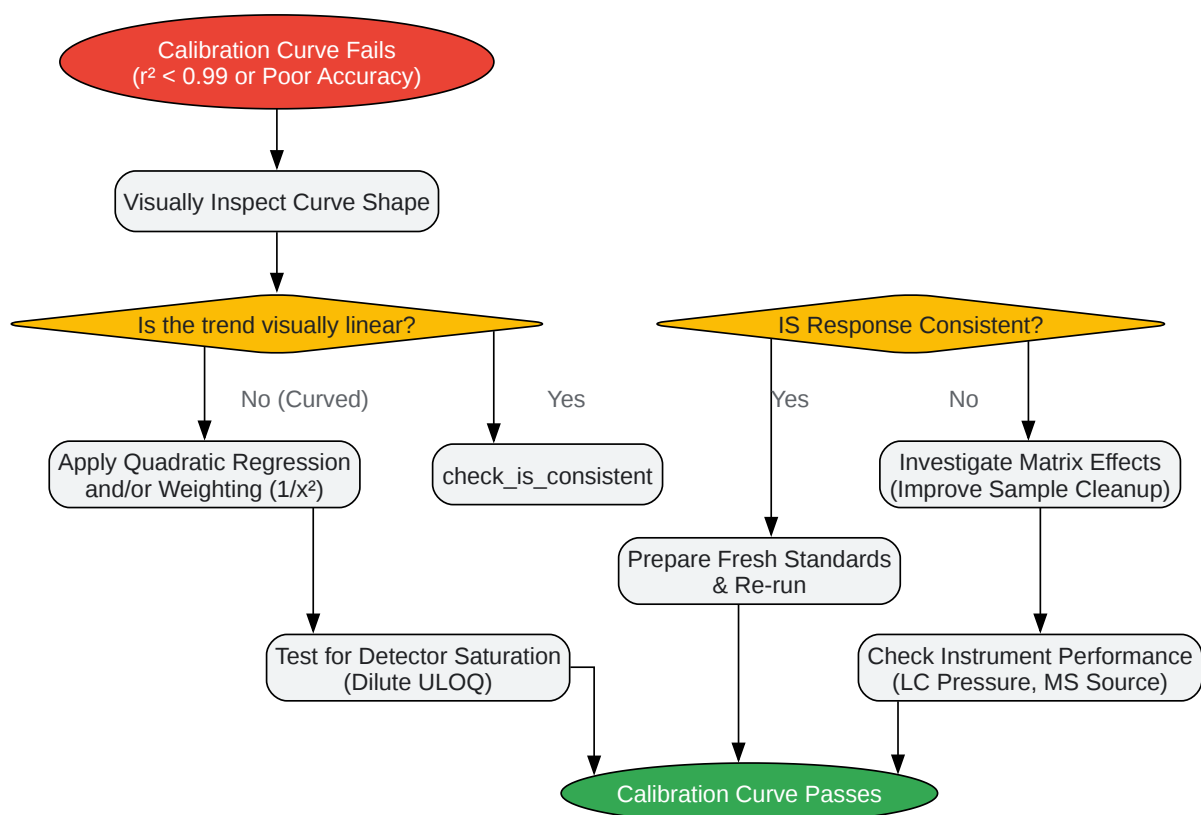 Calibration Curve Fails
(r² < 0.99 or Poor Accuracy)
Visually Inspect Curve Shape
Is the trend visually linear?
IS Response Consistent?
No (Curved)
Yes
Yes
No
Apply Quadratic Regression
and/or Weighting (1/x²)
check_is_consistent
Investigate Matrix Effects
(Improve Sample Cleanup)
Prepare Fresh Standards
& Re-run
Test for Detector Saturation
(Dilute ULOQ)
Check Instrument Performance
(LC Pressure, MS Source)
Calibration Curve Passes